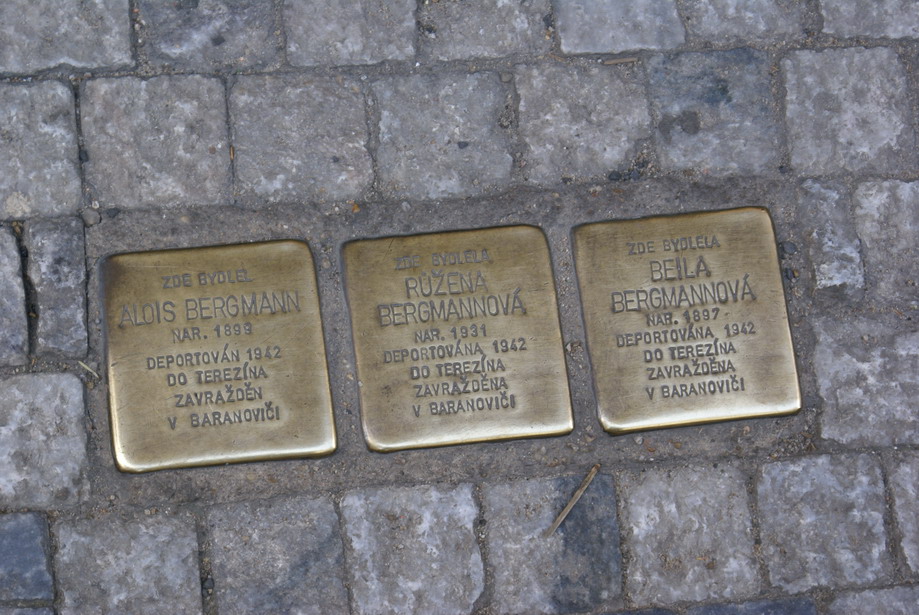 ZDE BYDLEL
ALOIS BERGMANN
NAR. 1899
DEPORTOVÁN 1942
DO TEREZÍNA
ZAVRAŽDĚN
V BARANOVIČI
ZDE BYDLELA
RŮŽENA
BERGMANNOVÁ
NAR. 1931
DEPORTOVÁNA 1942
DO TEREZÍNA
ZAVRAŽDĚNA
V BARANOVIČI
ZDE BYDLELA
BEILA
BERGMANNOVÁ
NAR. 1897
DEPORTOVÁNA 1942
DO TEREZÍNA
ZAVRAŽDĚNA
V BARANOVIČI